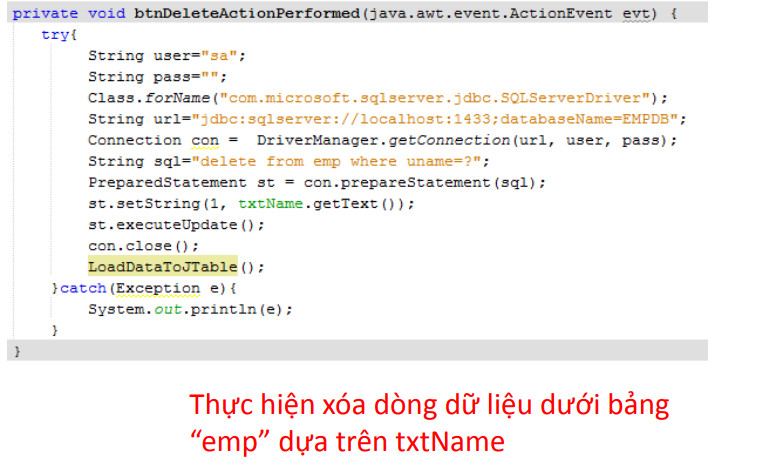 private void btnDeleteActionPerformed(java.awt.event.ActionEvent evt) {
try{
String user="sa";
String pass="";
Class.forName("com.microsoft.sqlserver.jdbc.SQLServerDriver");
String url="jdbc:sqlserver://localhost:1433;databaseName=EMPDB";
Connection con = DriverManager.getConnection(url, user, pass);
String sql="delete from emp where uname=?";
PreparedStatement st = con.prepareStatement(sql);
st.setString(1, txtName.getText());
st.executeUpdate();
con.close();
LoadDataToJTable();
}catch(Exception e){
System.out.println(e);
}
}
Thực hiện xóa dòng dữ liệu dưới bảng
“emp” dựa trên txtName